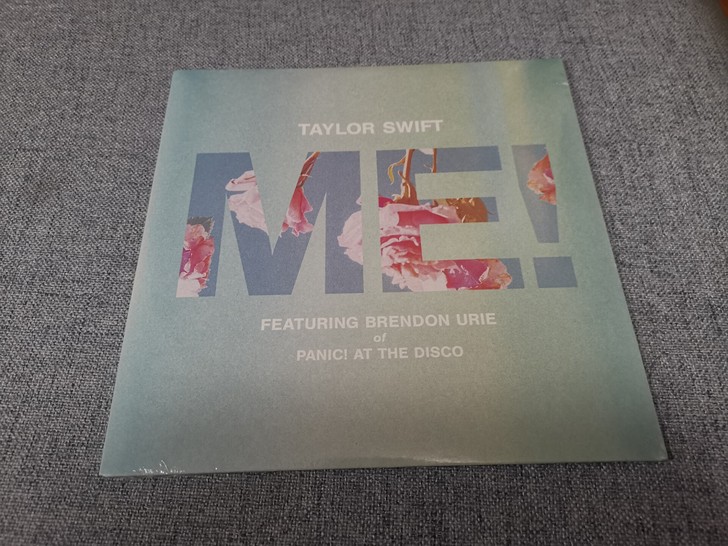 TAYLOR SWIFT
ME!
FEATURING BRENDON URIE
of
PANIC! AT THE DISCO